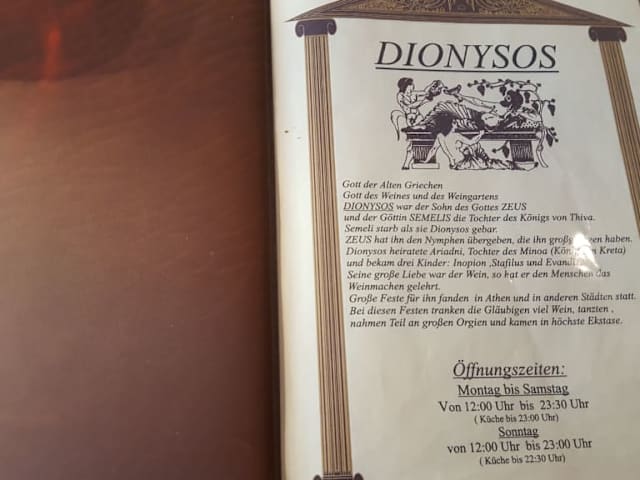 DIONYSOS
Gott der Alten Griechen
Gott des Weines und des Weingartens
DIONYSOS war der Sohn des Gottes ZEUS
und der Göttin SEMELIS die Tochter des Königs von Thiva.
Semeli starb als sie Dionysos gebar.
ZEUS hat ihn den Nymphen übergeben, die ihn haben.
Dionysos heiratete Ariadni, Tochter des Minoa Kreta)
und bekam drei Kinder: Inopion ,Stafilus und
Seine große Liebe war der Wein, so hat er den Menschen das
Weinmachen gelehrt.
Große Feste für ihn fanden in Athen und in anderen Städten statt.
Bei diesen Festen tranken die Gläubigen viel Wein, tanzten ,
nahmen Teil an großen Orgien und kamen in höchste Ekstase.
Öffnungszeiten:
Montag bis Samstag
Von 12:00 Uhr bis 23:30 Uhr
( Küche bis 23:00 Uhr)
Sonntag
von 12:00 Uhr bis 23:00 Uhr
( Küche bis 22:30 Uhr)